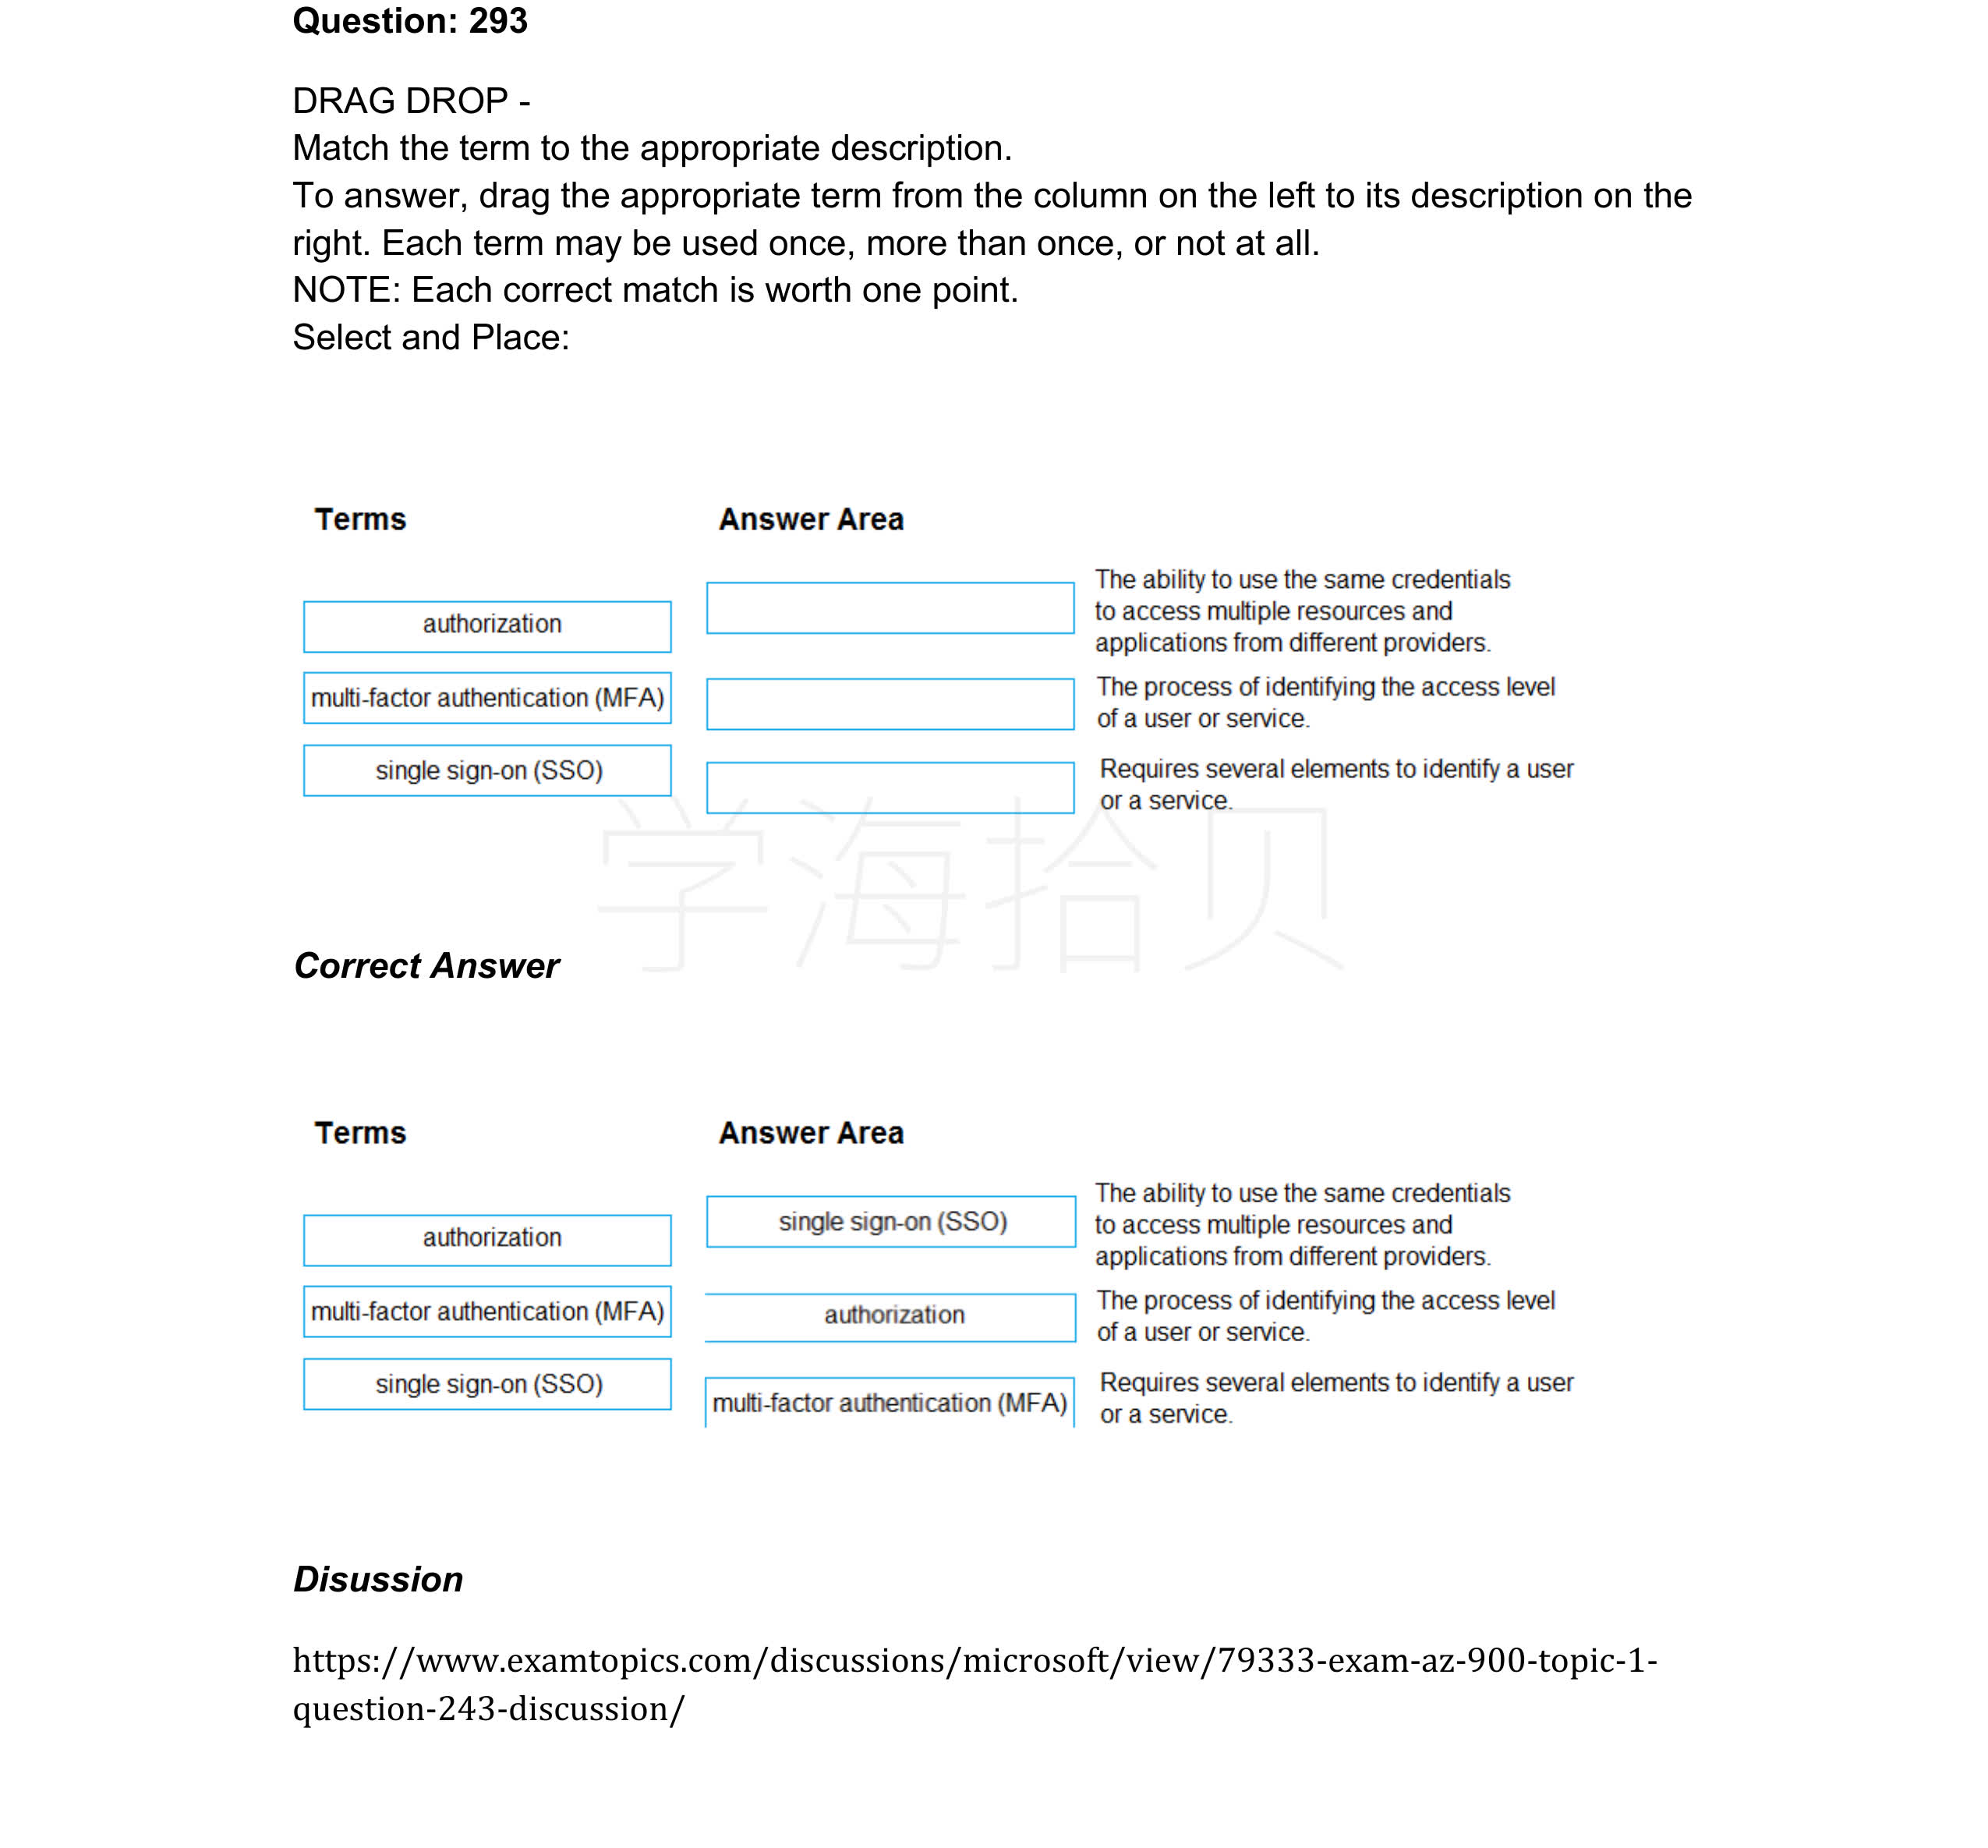 Question: 293
DRAG DROP -
Match the term to the appropriate description.
To answer, drag the appropriate term from the column on the left to its description on the
right. Each term may be used once, more than once, or not at all.
NOTE: Each correct match is worth one point.
Select and Place:
Terms
Answer Area
authorization
multi-factor authentication (MFA)
single sign-on (SSO)
The ability to use the same credentials
to access multiple resources and
applications from different providers.
The process of identifying the access level
of a user or service.
Requires several elements to identify a user
or a service.
学海拾贝
Correct Answer
Terms
Answer Area
authorization
multi-factor authentication (MFA)
single sign-on (SSO)
single sign-on (SSO)
The ability to use the same credentials
to access multiple resources and
applications from different providers.
authorization
The process of identifying the access level
of a user or service.
multi-factor authentication (MFA)
Requires several elements to identify a user
or a service.
Disussion
https://www.examtopics.com/discussions/microsoft/view/79333-exam-az-900-topic-1-
question-243-discussion/